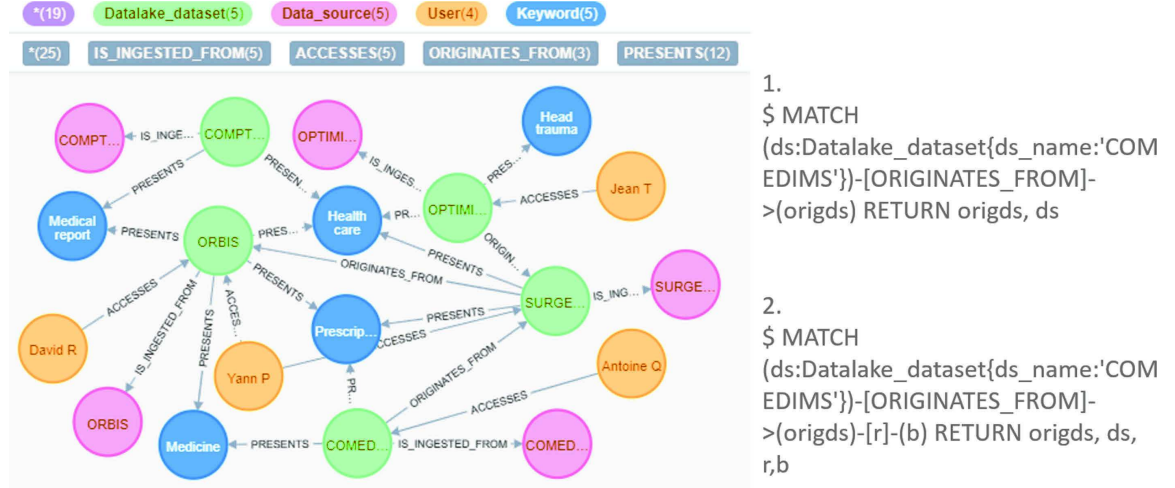 *(19) Datalake_dataset(5) Data_source(5) User(4) Keyword(5)
*(25) IS_INGESTED_FROM(5) ACCESSES(5) ORIGINATES_FROM(3) PRESENTS(12)
COMPT...
IS_INGE...
COMPT...
OPTIMI...
Head
trauma
PRESENTS
PRESEN...
IS_INGES...
PRES...
Jean T
ACCESSES
Medical
report
PRESENTS
ORBIS
PRES...
Health
care
PR...
OPTIMI...
ORIGIN...
PRESENTS
ORIGINATES_FROM
SURGE...
IS_ING...
SURGE...
ACCESSES
IS_INGESTED_FROM
PRESENTS
ACCES...
PRESENTS
Prescrip...
PRESENTS
CCESSES
David R
Yann P
ORIGINATES_FROM
Antoine Q
PR...
ACCESSES
ORBIS
Medicine
PRESENTS
COMED...
IS_INGESTED_FROM
COMED...
1.
$ MATCH
(ds:Datalake_dataset{ds_name:'COM
EDIMS'})-[ORIGINATES_FROM]-
>(origds) RETURN origds, ds
2.
$ MATCH
(ds:Datalake_dataset{ds_name:'COM
EDIMS'})-[ORIGINATES_FROM]-
>(origds)-[r]-(b) RETURN origds, ds,
r,b